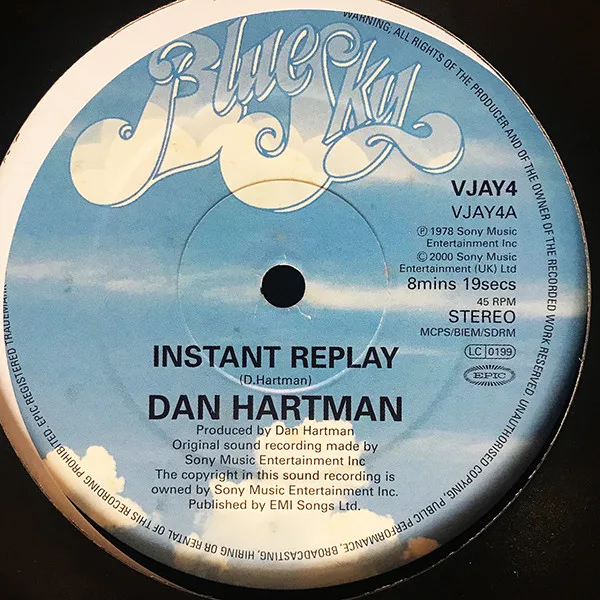 Blue Sky
WARNING, ALL RIGHTS OF THE PRODUCER AND OF THE OWNER OF THE RECORDED WORK RESERVED UNAUTHORISED COPYING, PUBLIC PERFORMANCE, BROADCASTING, HIRING OR RENTAL OF THIS RECORDING PROHIBITED. EPIC REGISTERED TRADEMARK
VJAY4
VJAY4A
℗ 1978 Sony Music
Entertainment Inc
© 2000 Sony Music
Entertainment (UK) Ltd
8mins 19secs
45 RPM
STEREO
MCPS/BIEM/SDRM
LC 0199
EPIC
INSTANT REPLAY
(D.Hartman)
DAN HARTMAN
Produced by Dan Hartman
Original sound recording made by
Sony Music Entertainment Inc
The copyright in this sound recording is
owned by Sony Music Entertainment Inc.
Published by EMI Songs Ltd.